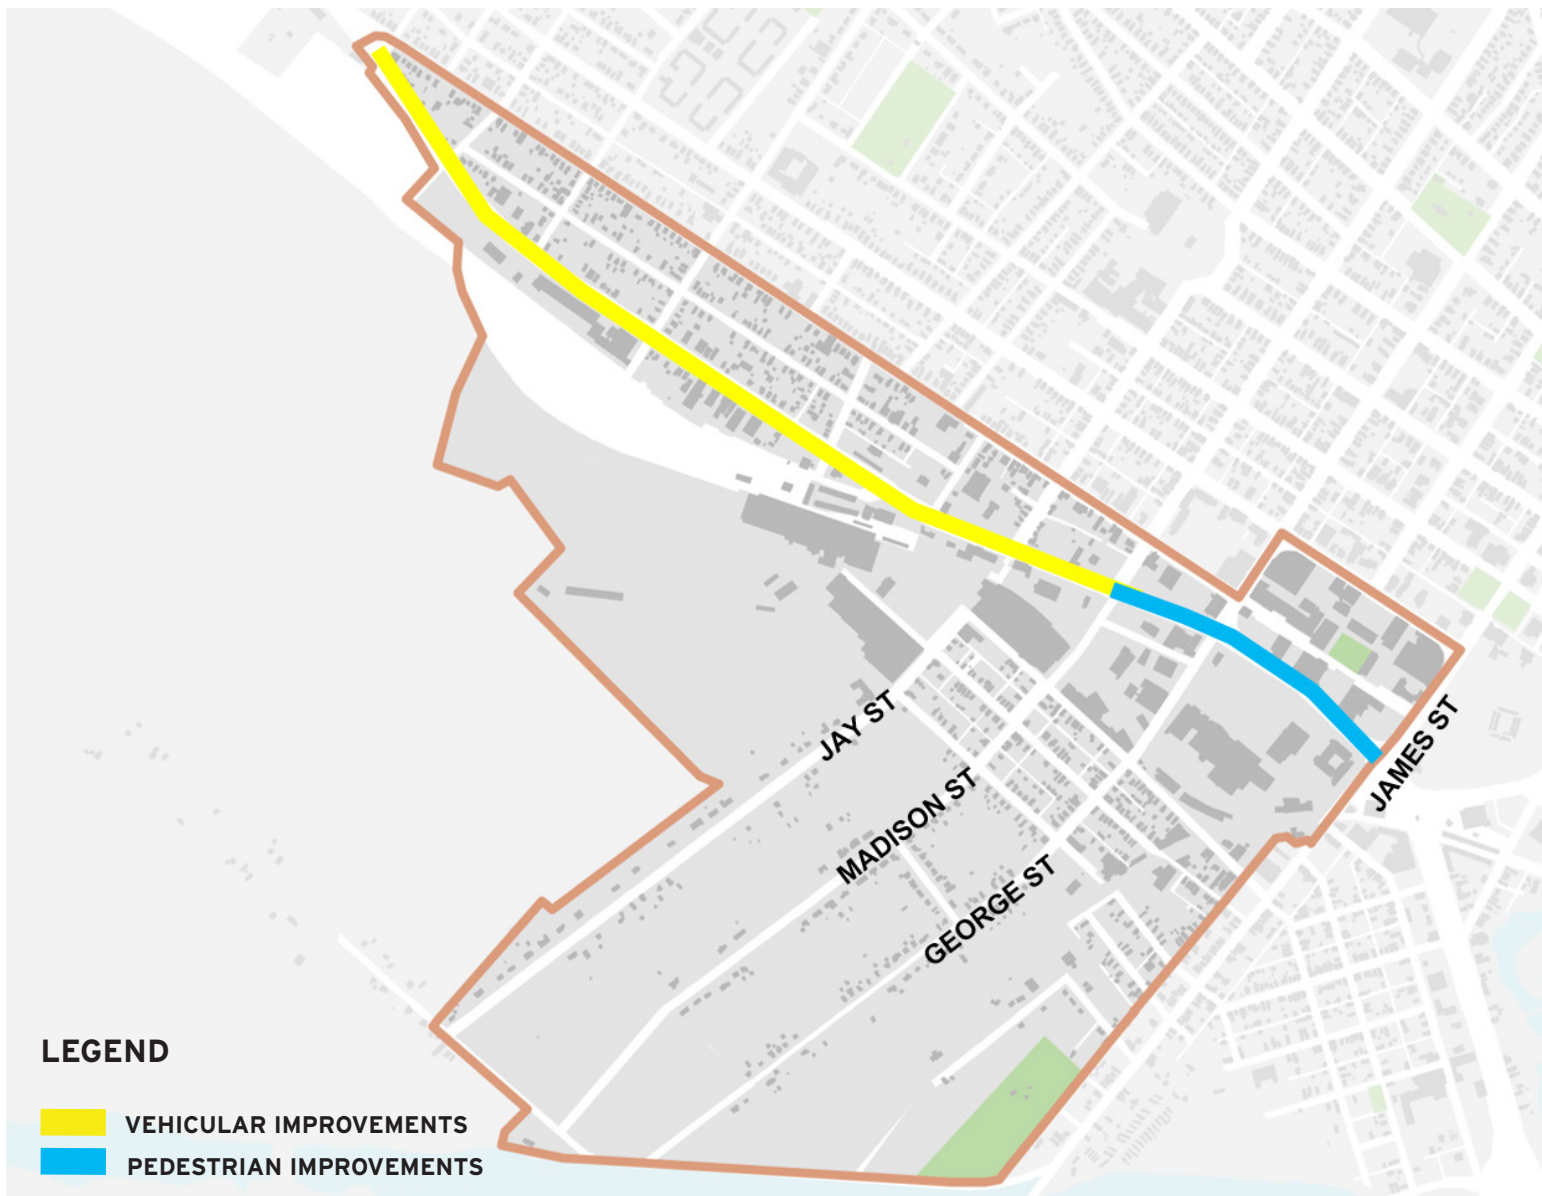 JAY ST
MADISON ST
GEORGE ST
JAMES ST
LEGEND
VEHICULAR IMPROVEMENTS
PEDESTRIAN IMPROVEMENTS